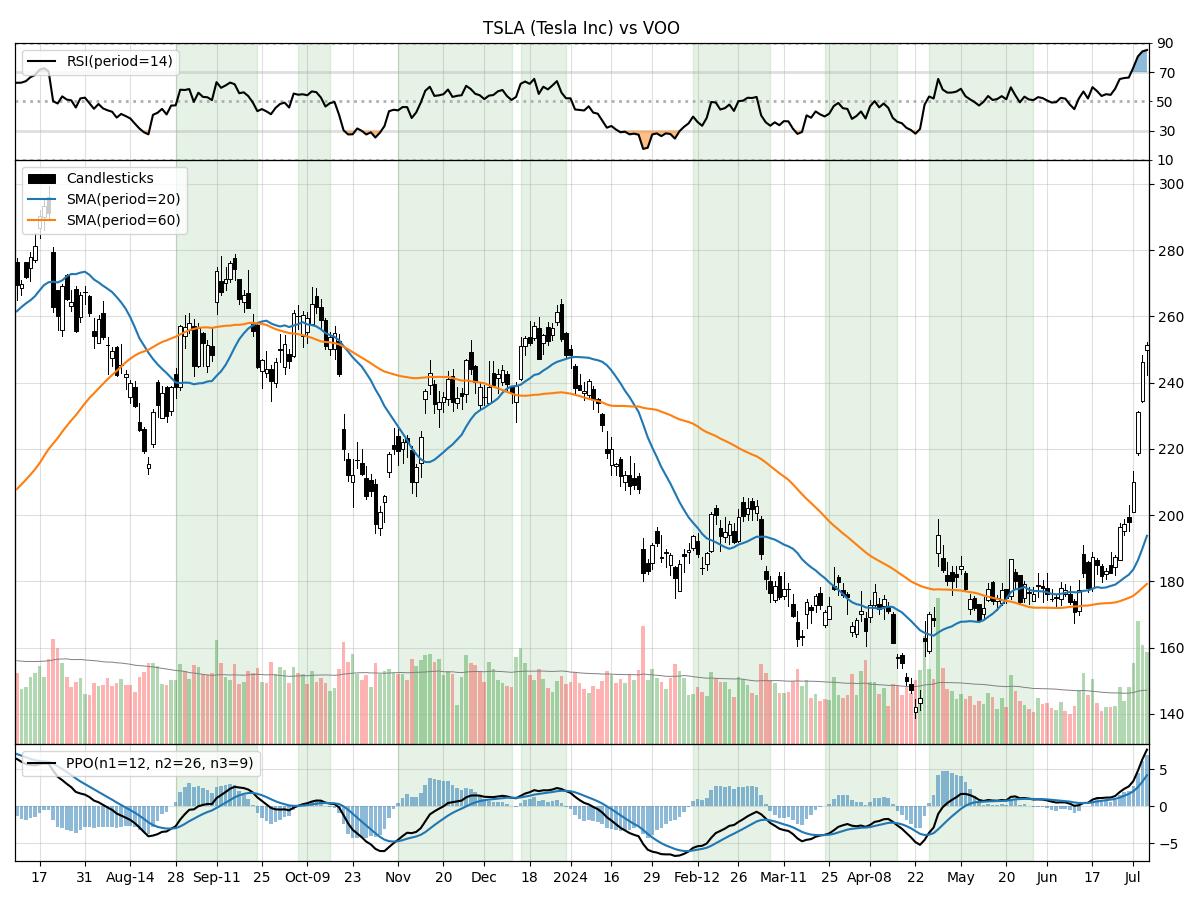 TSLA (Tesla Inc) vs VOO
RSI(period=14)
90
70
50
30
10
Candlesticks
SMA(period=20)
SMA(period=60)
300
280
260
240
220
200
180
160
140
PPO(n1=12, n2=26, n3=9)
5
0
−5
17 31 Aug-14 28 Sep-11 25 Oct-09 23 Nov 20 Dec 18 2024 16 29 Feb-12 26 Mar-11 25 Apr-08 22 May 20 Jun 17 Jul